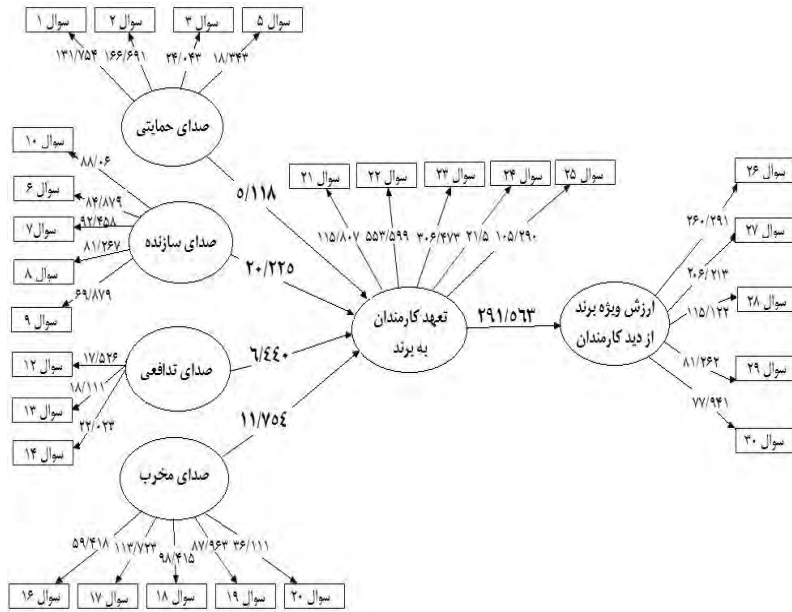 سوال ۱
سوال ۲
سوال ۳
سوال ۵
۱۳۱/۷۵۴
۱۶۶/۶۹۱
۲۴/۰۴۳
۱۸/۳۴۳
صدای حمایتی
۵/۱۱۸
سوال ۱۰
سوال ۶
سوال۷
سوال ۸
سوال ۹
۸۸/۰۶
۸۴/۸۷۹
۹۲/۴۵۸
۸۱/۲۶۷
۶۹/۸۷۹
صدای سازنده
۲۰/۲۲۵
سوال ۱۲
سوال ۱۳
سوال ۱۴
۱۷/۵۲۶
۱۸/۱۱۱
۲۲/۰۲۳
صدای تدافعی
۶/٤٤۰
صدای مخرب
۱۱/۷۵٤
۵۹/۴۱۸
۱۱۳/۷۲۳
۹۸/۴۱۵
۸۷/۹۶۳
۳۶/۱۱۱
سوال ۱۶
سوال ۱۷
سوال ۱۸
سوال ۱۹
سوال ۲۰
سوال ۲۱
سوال ۲۲
سوال ۲۳
سوال ۲۴
سوال ۲۵
۱۱۵/۸۰۷
۵۵۳/۵۹۹
۳۰۶/۴۷۳
۲۱/۵
۱۰۵/۲۹۰
تعهد کارمندان
به برند
۲۹۱/۵۶۳
ارزش ویژه برند
از دید کارمندان
۲۶۰/۲۹۱
۲۰۶/۲۱۳
۱۱۵/۱۲۲
۸۱/۲۶۲
۷۷/۹۴۱
سوال ۲۶
سوال ۲۷
سوال ۲۸
سوال ۲۹
سوال ۳۰